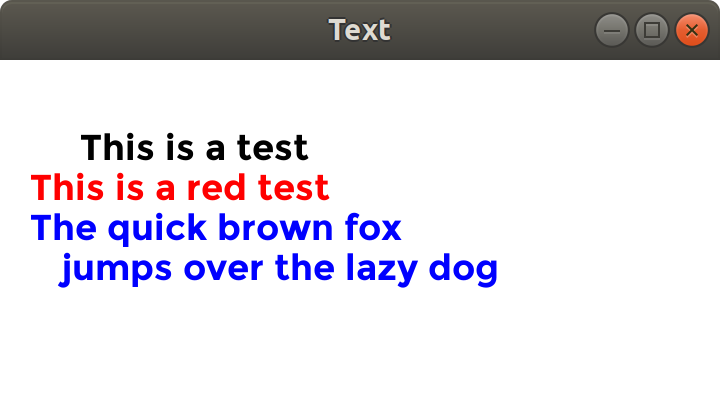 Text
This is a test
This is a red test
The quick brown fox
jumps over the lazy dog